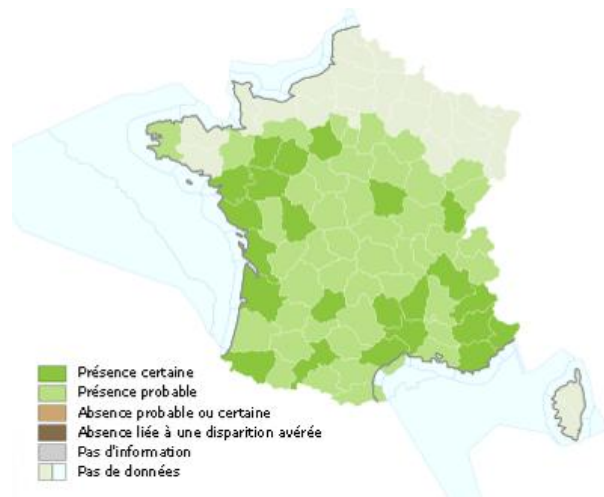 Présence certaine
Présence probable
Absence probable ou certaine
Absence liée à une disparition avérée
Pas d'information
Pas de données